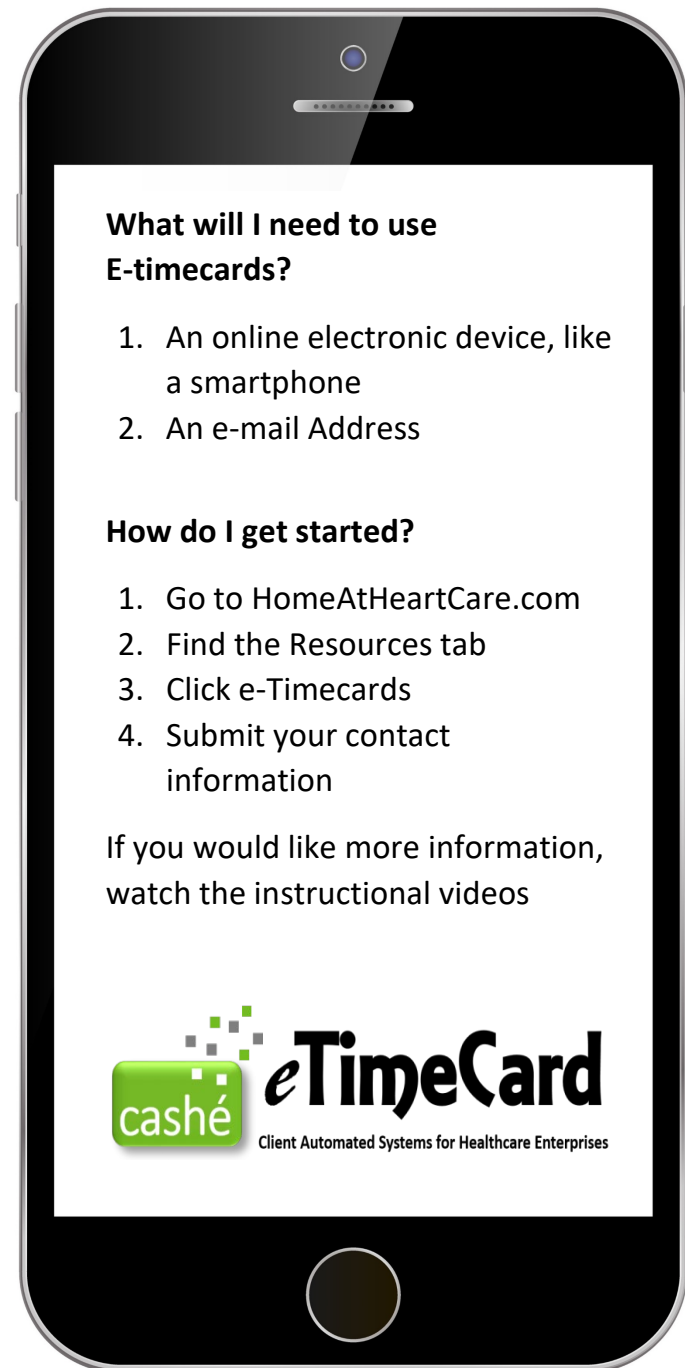 What will I need to use
E-timecards?
1. An online electronic device, like
a smartphone
2. An e-mail Address
How do I get started?
1. Go to HomeAtHeartCare.com
2. Find the Resources tab
3. Click e-Timecards
4. Submit your contact
information
If you would like more information,
watch the instructional videos
cashé eTimeCard
Client Automated Systems for Healthcare Enterprises